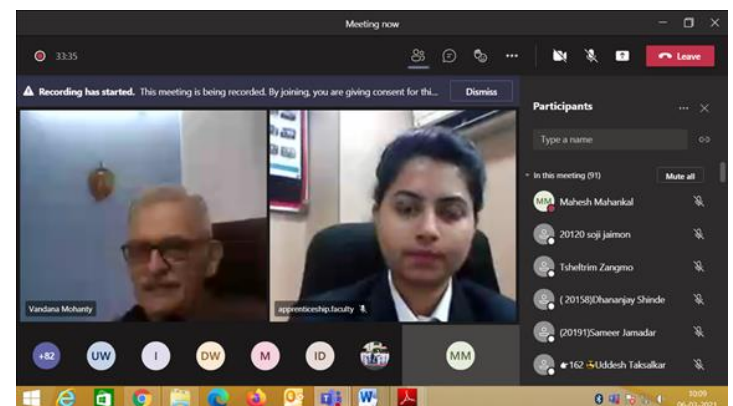 Meeting now
33:35
Leave
Recording has started. This meeting is being recorded. By joining, you are giving consent for thi...
Dismiss
Vandana Mohanty
apprenticeship.faculty
+82
UW
I
DW
M
ID
MM
Participants
Type a name
In this meeting (91)
Mute all
MM Mahesh Mahankal
20120 soji jaimon
Tsheltrim Zangmo
( 20158)Dhananjay Shinde
(20191)Sameer Jamadar
162 Uddesh Taksalkar
10:09